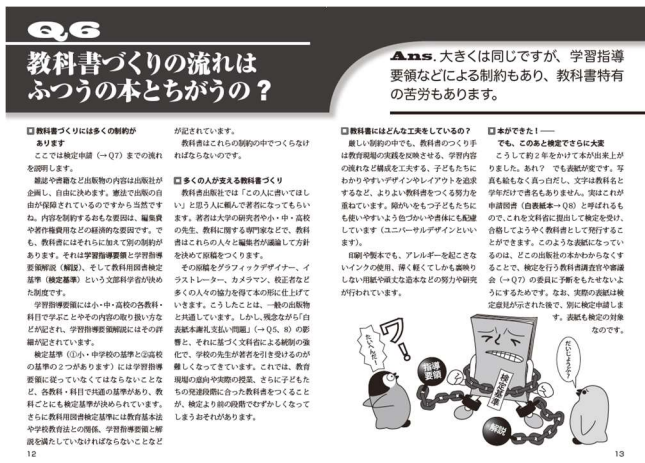 Q6
教科書づくりの流れは
ふつうの本とちがうの？
Ans. 大きくは同じですが、学習指導
要領などによる制約もあり、教科書特有
の苦労もあります。
教科書づくりには多くの制約が
あります
ここでは検定申請（→Q7）までの流れ
を説明します。
雑誌や書籍など出版物の内容は出版社が
企画し、自由に決めます。憲法で出版の自
由が保障されているのですから当然です
ね。内容を制約するおもな要因は、編集費
や著作権費用などの経済的な要因です。で
も、教科書にはそれらに加えて別の制約が
あります。それは学習指導要領と学習指導
要領解説（解説）、そして教科用図書検定
基準（検定基準）という文部科学省が決め
た制度です。
学習指導要領には小・中・高校の各教科・
科目で学ぶことやその内容の取り扱い方な
どが記され、学習指導要領解説にはその詳
細が記されています。
検定基準（①小・中学校の基準と②高校
の基準の2つがあります）には学習指導
要領に従っていなくてはならないことな
ど、各教科・科目で共通の基準があり、教
科ごとにも検定基準が決められています。
さらに教科用図書検定基準には教育基本法
や学校教育法との関係、学習指導要領と解
説を満たしていなければならないことなど
が記されています。
教科書はこれらの制約の中でつくらなけ
ればならないのです。
多くの人が支える教科書づくり
教科書出版社では「この人に書いてほし
い」と思う人に頼んで著者になってもらい
ます。著者は大学の研究者や小・中・高校
の先生、教科に関する専門家などで、教科
書はこれらの人々と編集者が議論して方針
を決めて原稿をつくります。
その原稿をグラフィックデザイナー、イ
ラストレーター、カメラマン、校正者など
多くの人々の協力を得て本の形に仕上げて
いきます。こうしたことは、一般の出版物
と共通しています。しかし、残念ながら「白
表紙本謝礼支払い問題」（→Q5、8）の影
響と、それに基づく文科省による統制の強
化で、学校の先生が著者を引き受けるのが
難しくなってきています。これでは、教育
現場の意向や実際の授業、さらに子どもた
ちの発達段階に合った教科書をつくること
が、検定より前の段階でむずかしくなって
しまうおそれがあります。
12
教科書にはどんな工夫をしているの？
厳しい制約の中でも、教科書のつくり手
は教育現場の実践を反映させる、学習内容
の流れなど構成を工夫する、子どもたちに
わかりやすいデザインやレイアウトを追求
するなど、よりよい教科書をつくる努力を
重ねています。障がいをもつ子どもたちに
も使いやすい色づかいや書体にも配慮
しています（ユニバーサルデザインといい
ます）。
印刷や製本でも、アレルギーを起こさな
いインクの使用、薄く軽くてしかも裏映り
しない用紙や頑丈な造本などの努力や研究
が行われています。
本ができた！──
でも、このあと検定でさらに大変
こうして約2年をかけて本が出来上が
りました。あれ？　でも表紙が変です。写
真も絵もなく真っ白だし、文字は教科名と
学年だけで書名もありません。実はこれが
申請図書（白表紙本→Q8）と呼ばれるも
ので、これを文科省に提出して検定を受け、
合格してようやく教科書として発行するこ
とができます。このような表紙になってい
るのは、どこの出版社の本かわからなくす
ることで、検定を行う教科書調査官や審議
会（→Q7）の委員に予断をもたせないよ
うにするためです。なお、実際の表紙は検
定意見が示された後で、別に検定申請しま
す。表紙も検定の対象
なのです。
ワ！
たいへんだ！
だいじょうぶか？
指導
要領
検定基準
解説
13